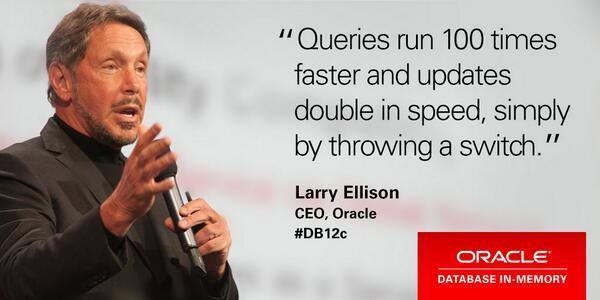 “Queries run 100 times
faster and updates
double in speed, simply
by throwing a switch.”
Larry Ellison
CEO, Oracle
#DB12c
ORACLE®
DATABASE IN-MEMORY